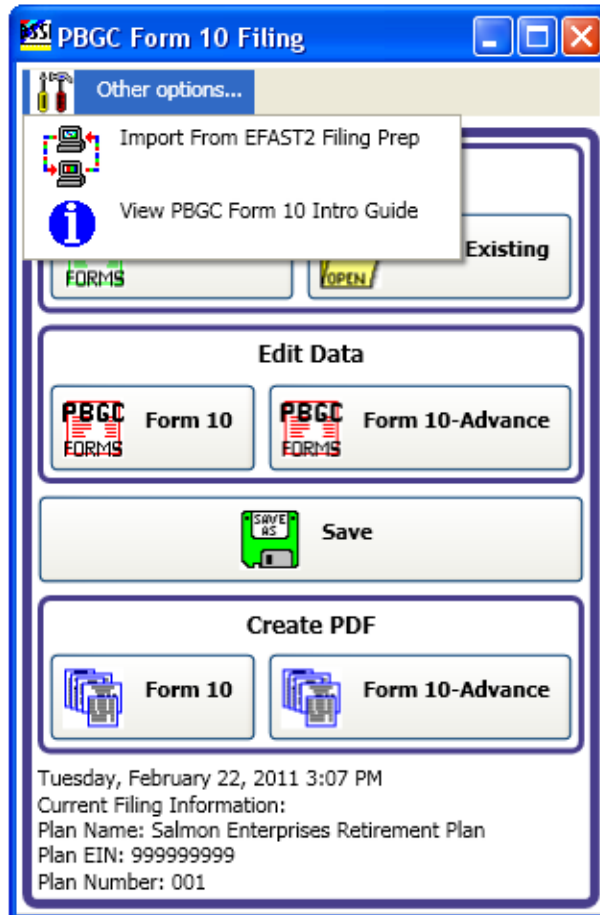 PBGC Form 10 Filing
Other options...
Import From EFAST2 Filing Prep
View PBGC Form 10 Intro Guide
FORMS
OPEN
Existing
Edit Data
PBGC
FORMS
Form 10
PBGC
FORMS
Form 10-Advance
SAVE
AS
Save
Create PDF
Form 10
Form 10-Advance
Tuesday, February 22, 2011 3:07 PM
Current Filing Information:
Plan Name: Salmon Enterprises Retirement Plan
Plan EIN: 999999999
Plan Number: 001